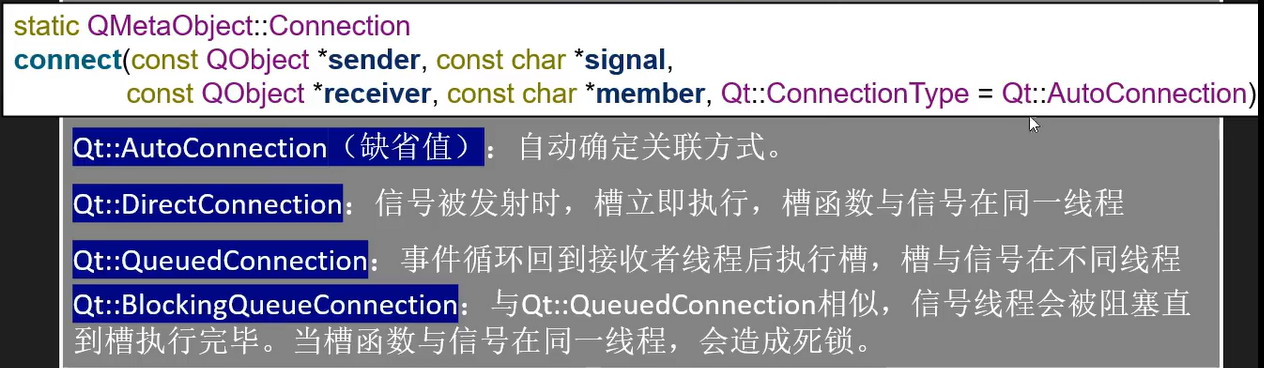 static QMetaObject::Connection
connect(const QObject *sender, const char *signal,
const QObject *receiver, const char *member, Qt::ConnectionType = Qt::AutoConnection)
Qt::AutoConnection（缺省值）：自动确定关联方式。
Qt::DirectConnection：信号被发射时，槽立即执行，槽函数与信号在同一线程
Qt::QueuedConnection：事件循环回到接收者线程后执行槽，槽与信号在不同线程
Qt::BlockingQueueConnection：与Qt::QueuedConnection相似，信号线程会被阻塞直
到槽执行完毕。当槽函数与信号在同一线程，会造成死锁。